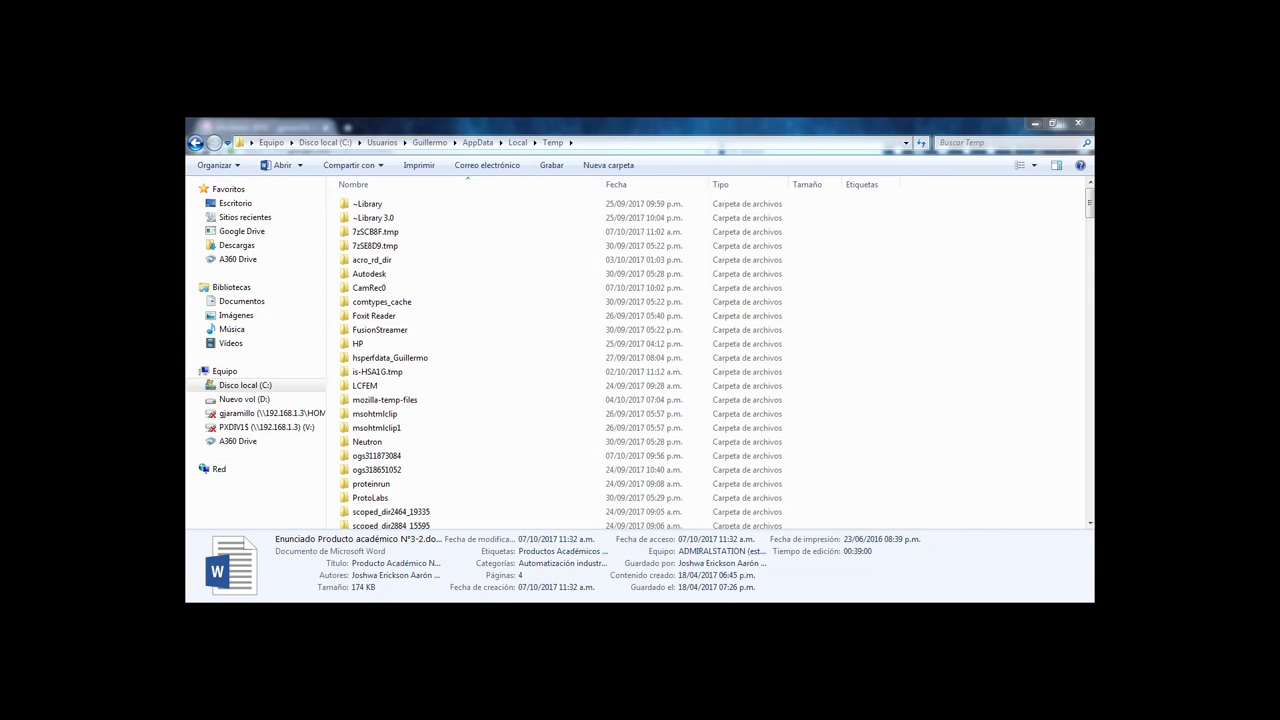 Equipo Disco local (C:) Usuarios Guillermo AppData Local Temp Buscar Temp
Organizar Abrir Compartir con Imprimir Correo electrónico Grabar Nueva carpeta
Nombre Fecha Tipo Tamaño Etiquetas
Favoritos
Escritorio
Sitios recientes
Google Drive
Descargas
A360 Drive
Bibliotecas
Documentos
Imágenes
Música
Vídeos
Equipo
Disco local (C:)
Nuevo vol (D:)
gjaramillo (\\192.168.1.3\HOM
PXDIV1$ (\\192.168.1.3) (V:)
A360 Drive
Red
~Library 25/09/2017 09:59 p.m. Carpeta de archivos
~Library 3.0 25/09/2017 10:04 p.m. Carpeta de archivos
7zSCB8F.tmp 07/10/2017 11:02 a.m. Carpeta de archivos
7zSE8D9.tmp 30/09/2017 05:22 p.m. Carpeta de archivos
acro_rd_dir 03/10/2017 01:03 p.m. Carpeta de archivos
Autodesk 30/09/2017 05:28 p.m. Carpeta de archivos
CamRec0 07/10/2017 10:02 p.m. Carpeta de archivos
comtypes_cache 30/09/2017 05:22 p.m. Carpeta de archivos
Foxit Reader 26/09/2017 05:40 p.m. Carpeta de archivos
FusionStreamer 30/09/2017 05:22 p.m. Carpeta de archivos
HP 25/09/2017 04:12 p.m. Carpeta de archivos
hsperfdata_Guillermo 27/09/2017 08:04 p.m. Carpeta de archivos
is-HSA1G.tmp 02/10/2017 11:12 a.m. Carpeta de archivos
LCFEM 24/09/2017 09:28 a.m. Carpeta de archivos
mozilla-temp-files 04/10/2017 07:04 p.m. Carpeta de archivos
msohtmlclip 26/09/2017 05:57 p.m. Carpeta de archivos
msohtmlclip1 26/09/2017 05:57 p.m. Carpeta de archivos
Neutron 30/09/2017 05:28 p.m. Carpeta de archivos
ogs311873084 07/10/2017 09:56 p.m. Carpeta de archivos
ogs318651052 24/09/2017 10:40 a.m. Carpeta de archivos
proteinrun 24/09/2017 09:08 a.m. Carpeta de archivos
ProtoLabs 30/09/2017 05:29 p.m. Carpeta de archivos
scoped_dir2464_19335 24/09/2017 09:05 a.m. Carpeta de archivos
scoped_dir2884_15595 24/09/2017 09:06 a.m. Carpeta de archivos
Enunciado Producto académico N°3-2.do... Fecha de modifica... 07/10/2017 11:32 a.m. Fecha de acceso: 07/10/2017 11:32 a.m. Fecha de impresión: 23/06/2016 08:39 p.m.
Documento de Microsoft Word Etiquetas: Productos Académicos ... Equipo: ADMIRALSTATION (est... Tiempo de edición: 00:39:00
Título: Producto Académico N... Categorías: Automatización industr... Guardado por: Joshwa Erickson Aarón ...
Autores: Joshwa Erickson Aarón ... Páginas: 4 Contenido creado: 18/04/2017 06:45 p.m.
Tamaño: 174 KB Fecha de creación: 07/10/2017 11:32 a.m. Guardado el: 18/04/2017 07:26 p.m.